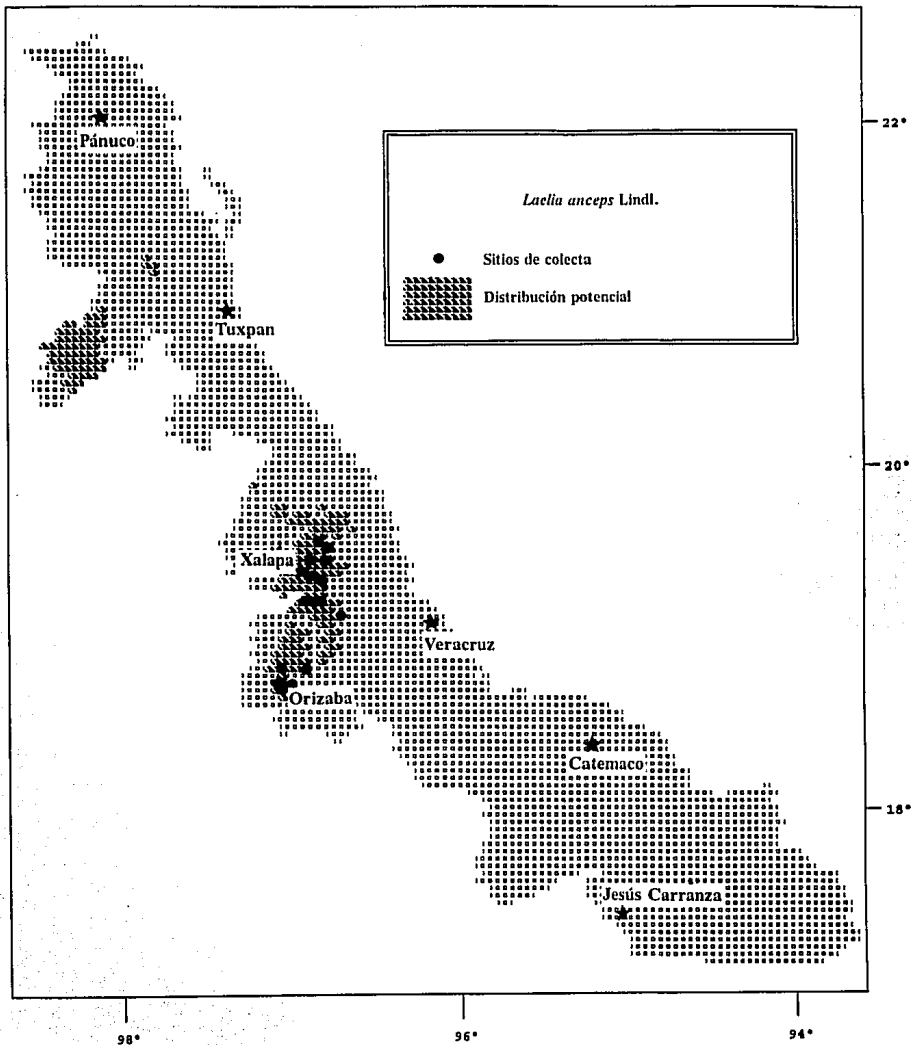 22°
Pánuco
Laelia anceps Lindl.
Sitios de colecta
Distribución potencial
Tuxpan
20°
Xalapa
Veracruz
Orizaba
Catemaco
18°
Jesús Carranza
98°
96°
94°